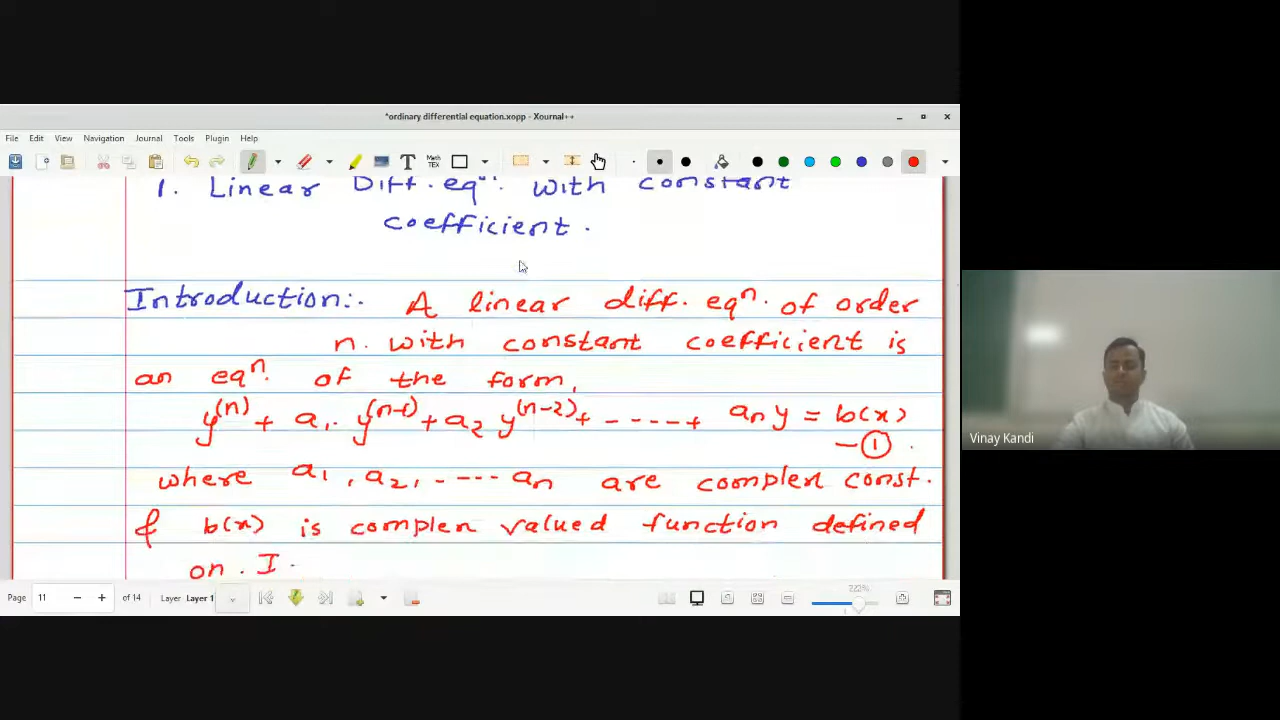 *ordinary differential equation.xopp - Xournal++
File Edit View Navigation Journal Tools Plugin Help
1. Linear Diff. eqⁿ. with constant
coefficient.
Introduction:. A linear diff. eqⁿ. of order
n. with constant coefficient is
an eqⁿ. of the form,
y⁽ⁿ⁾ + a₁. y⁽ⁿ⁻¹⁾ + a₂ y⁽ⁿ⁻²⁾ + ----- + aₙ y = b(x)
— ①
where a₁, a₂, ---- aₙ are complex const.
& b(x) is complex valued function defined
on. I.
Vinay Kandi
Page 11 of 14 Layer Layer 1 222%